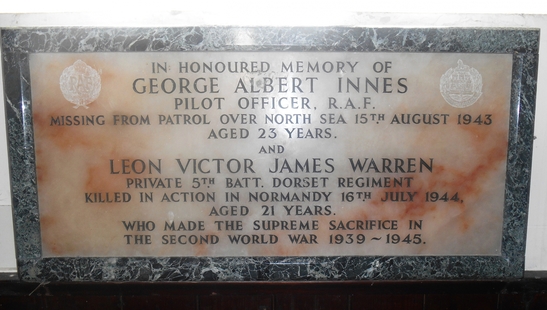 IN HONOURED MEMORY OF
GEORGE ALBERT INNES
PILOT OFFICER, R.A.F.
MISSING FROM PATROL OVER NORTH SEA 15TH AUGUST 1943
AGED 23 YEARS.
AND
LEON VICTOR JAMES WARREN
PRIVATE 5TH BATT. DORSET REGIMENT
KILLED IN ACTION IN NORMANDY 16TH JULY 1944,
AGED 21 YEARS.
WHO MADE THE SUPREME SACRIFICE IN
THE SECOND WORLD WAR 1939~1945.